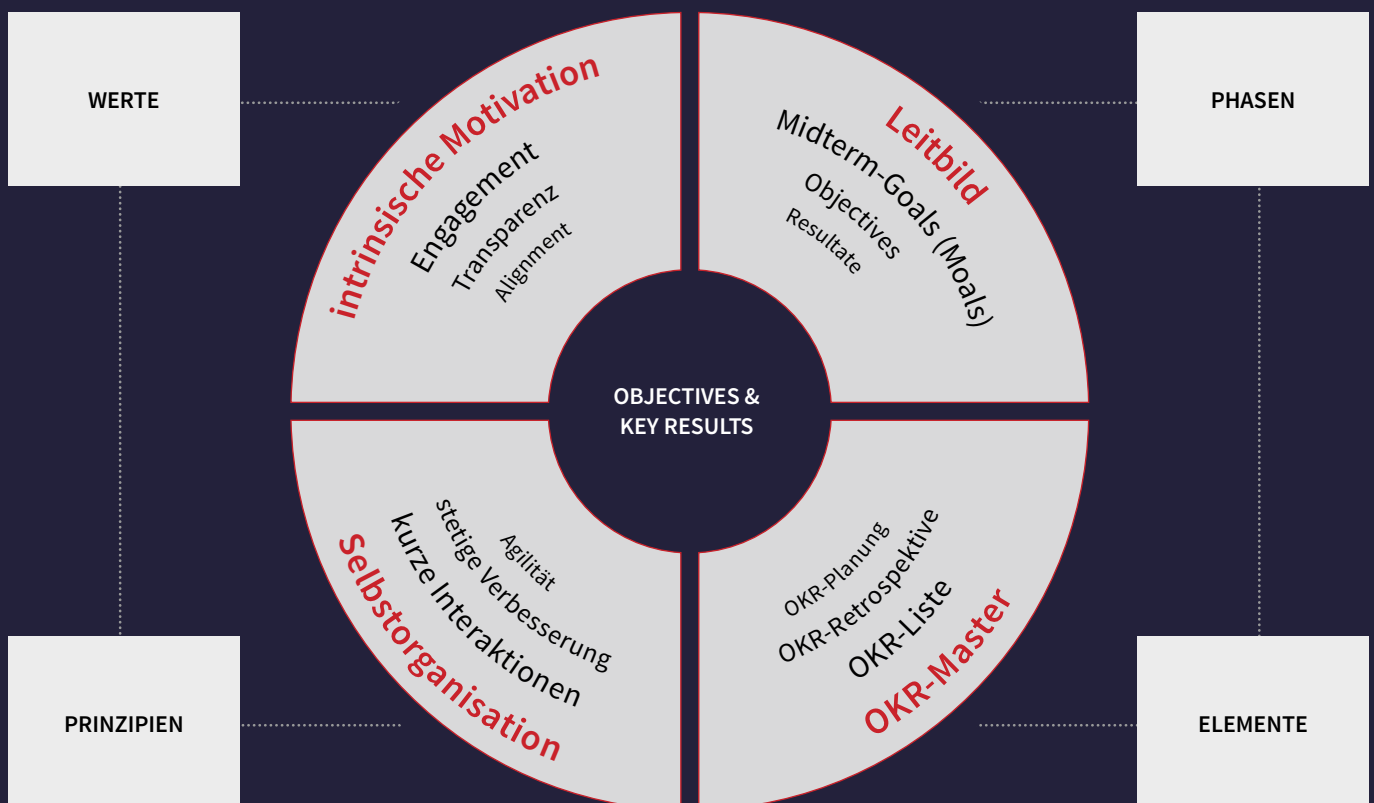 WERTE
intrinsische Motivation
Engagement
Transparenz
Alignment
PHASEN
Leitbild
Midterm-Goals (Moals)
Objectives
Resultate
OBJECTIVES &
KEY RESULTS
PRINZIPIEN
Agilität
stetige Verbesserung
kurze Interaktionen
Selbstorganisation
ELEMENTE
OKR-Planung
OKR-Retrospektive
OKR-Liste
OKR-Master